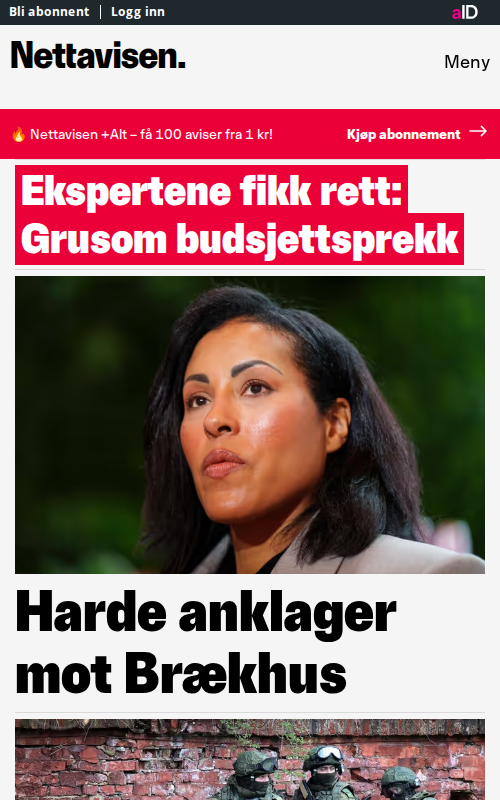 Bli abonnent | Logg inn
aID
Nettavisen.
Meny
🔥 Nettavisen +Alt – få 100 aviser fra 1 kr!
Kjøp abonnement →
Ekspertene fikk rett:
Grusom budsjettsprekk
Harde anklager
mot Brækhus